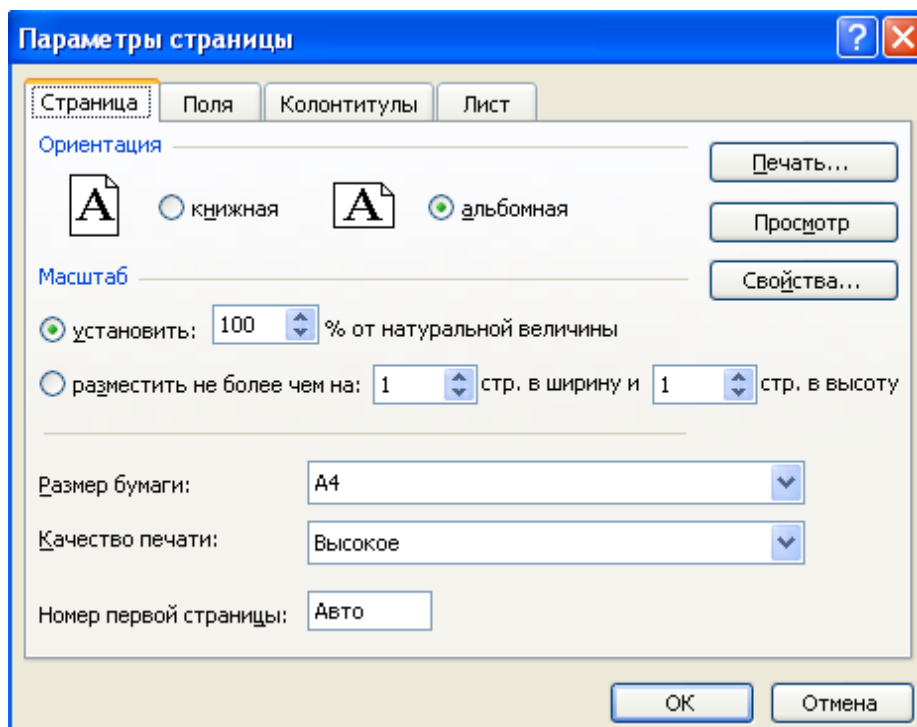 Параметры страницы
Страница Поля Колонтитулы Лист
Ориентация
Печать...
A книжная A альбомная
Просмотр
Масштаб
Свойства...
установить: 100 % от натуральной величины
разместить не более чем на: 1 стр. в ширину и 1 стр. в высоту
Размер бумаги: A4
Качество печати: Высокое
Номер первой страницы: Авто
ОК Отмена